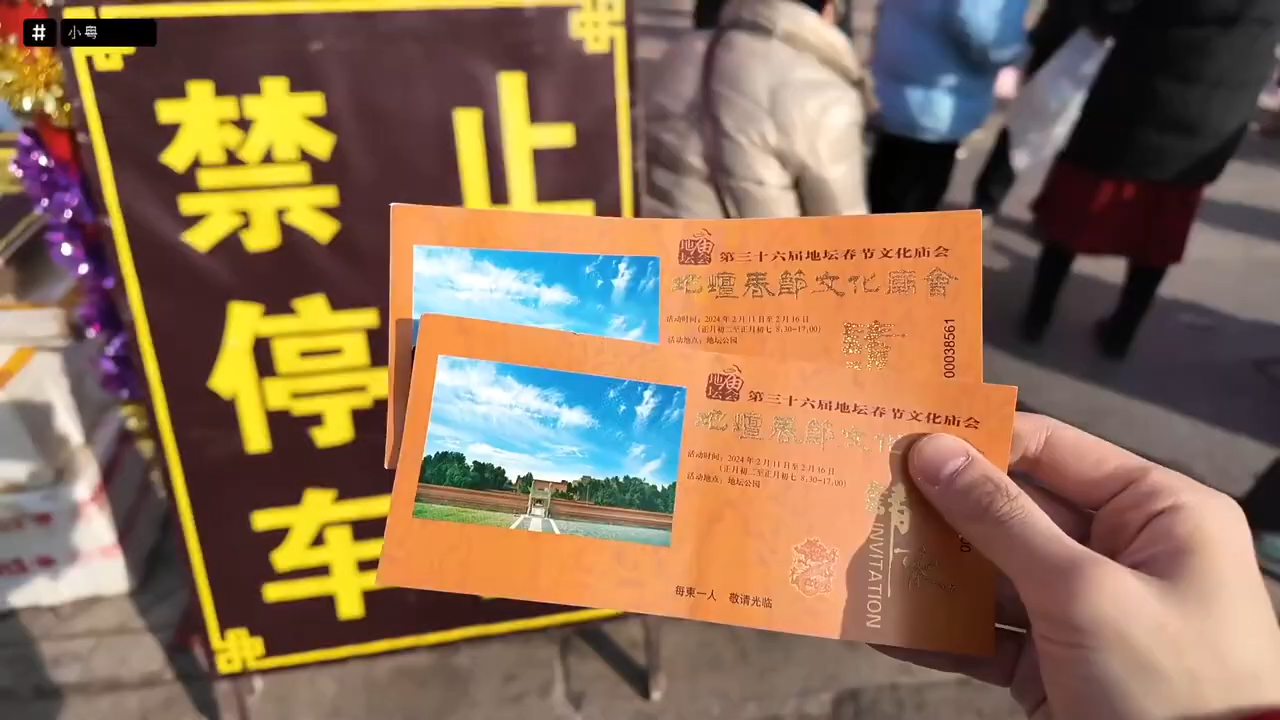 # 小粤
禁止
停
车
第三十六届地坛春节文化庙会
地壇春節文化廟會
活动时间：2024年2月11日至2月16日
（正月初二至正月初七 8:30-17:00）
活动地点：地坛公园
00038561
地庙坛会
第三十六届地坛春节文化庙会
地壇春節文化
活动时间：2024年2月11日至2月16日
（正月初二至正月初七 8:30-17:00）
活动地点：地坛公园
INVITATION
每柬一人 敬请光临